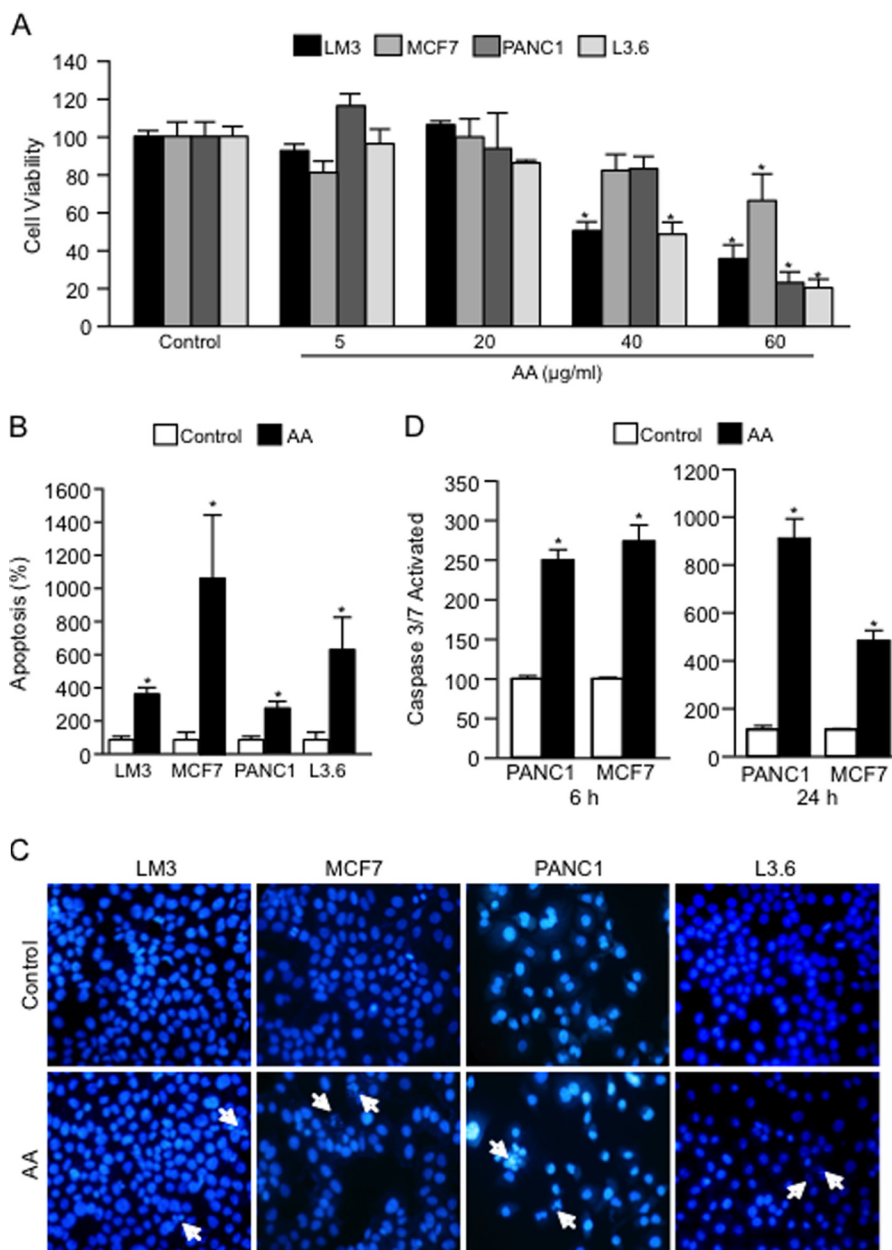 A
LM3 MCF7 PANC1 L3.6
Cell Viability
140
120
100
80
60
40
20
0
Control 5 20 40 60
AA (µg/ml)
* * * * * *
B
Control AA
Apoptosis (%)
1600
1400
1200
1000
800
600
400
200
0
* * * *
LM3 MCF7 PANC1 L3.6
D
Control AA
Caspase 3/7 Activated
350
300
250
200
150
100
50
0
* *
PANC1 MCF7
6 h
1200
1000
800
600
400
200
0
* *
PANC1 MCF7
24 h
C
LM3 MCF7 PANC1 L3.6
Control
AA